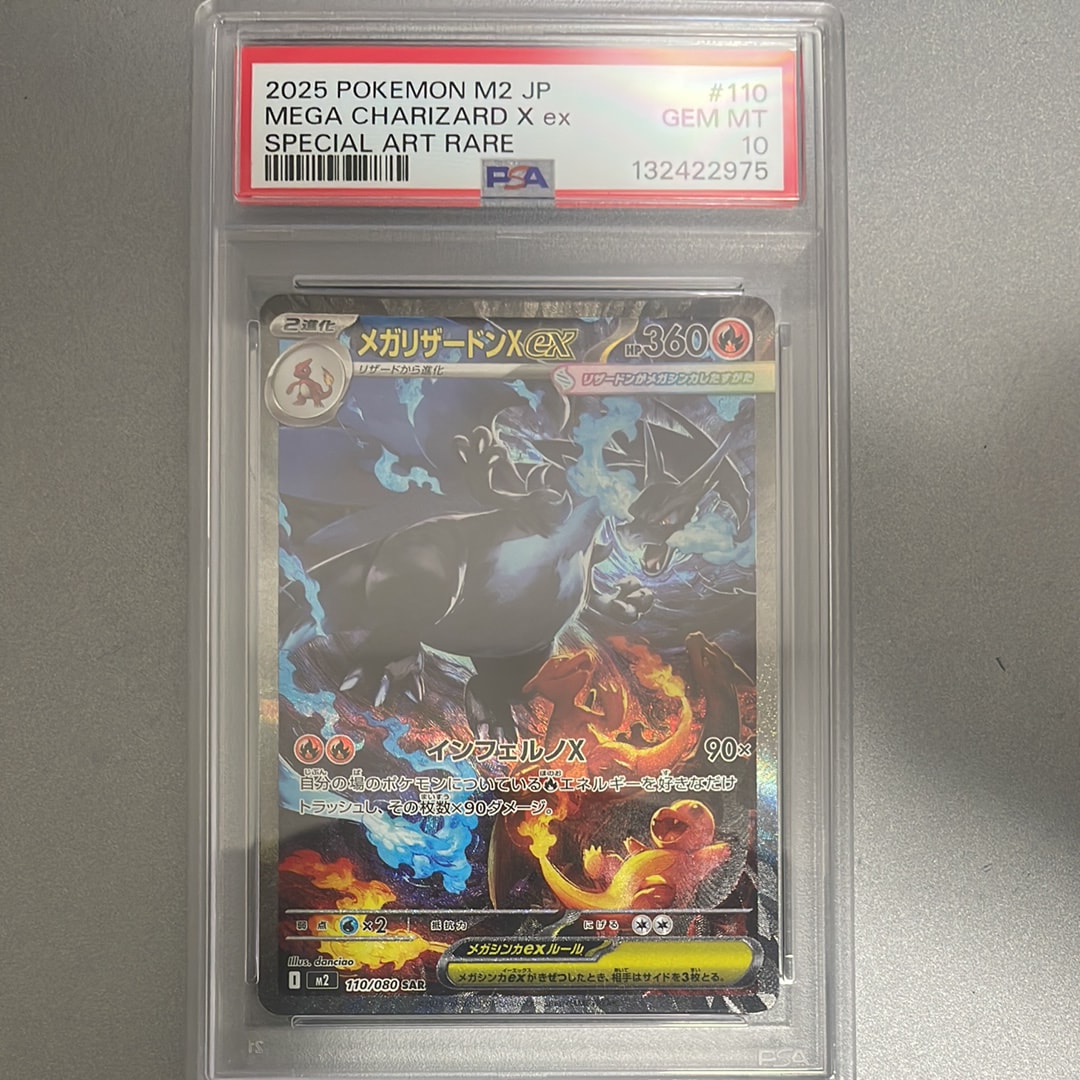 2025 POKEMON M2 JP #110
MEGA CHARIZARD X ex GEM MT
SPECIAL ART RARE 10
PSA 132422975
2進化
メガリザードンXex HP360
リザードから進化
リザードンがメガシンカしたすがた
インフェルノX 90×
自分の場のポケモンについているエネルギーを好きなだけ
トラッシュし、その枚数×90ダメージ。
弱点 ×2 抵抗力 にげる
メガシンカexルール
メガシンカexがきぜつしたとき、相手はサイドを3枚とる。
Illus. danciao
I M2 110/080 SAR
PSA